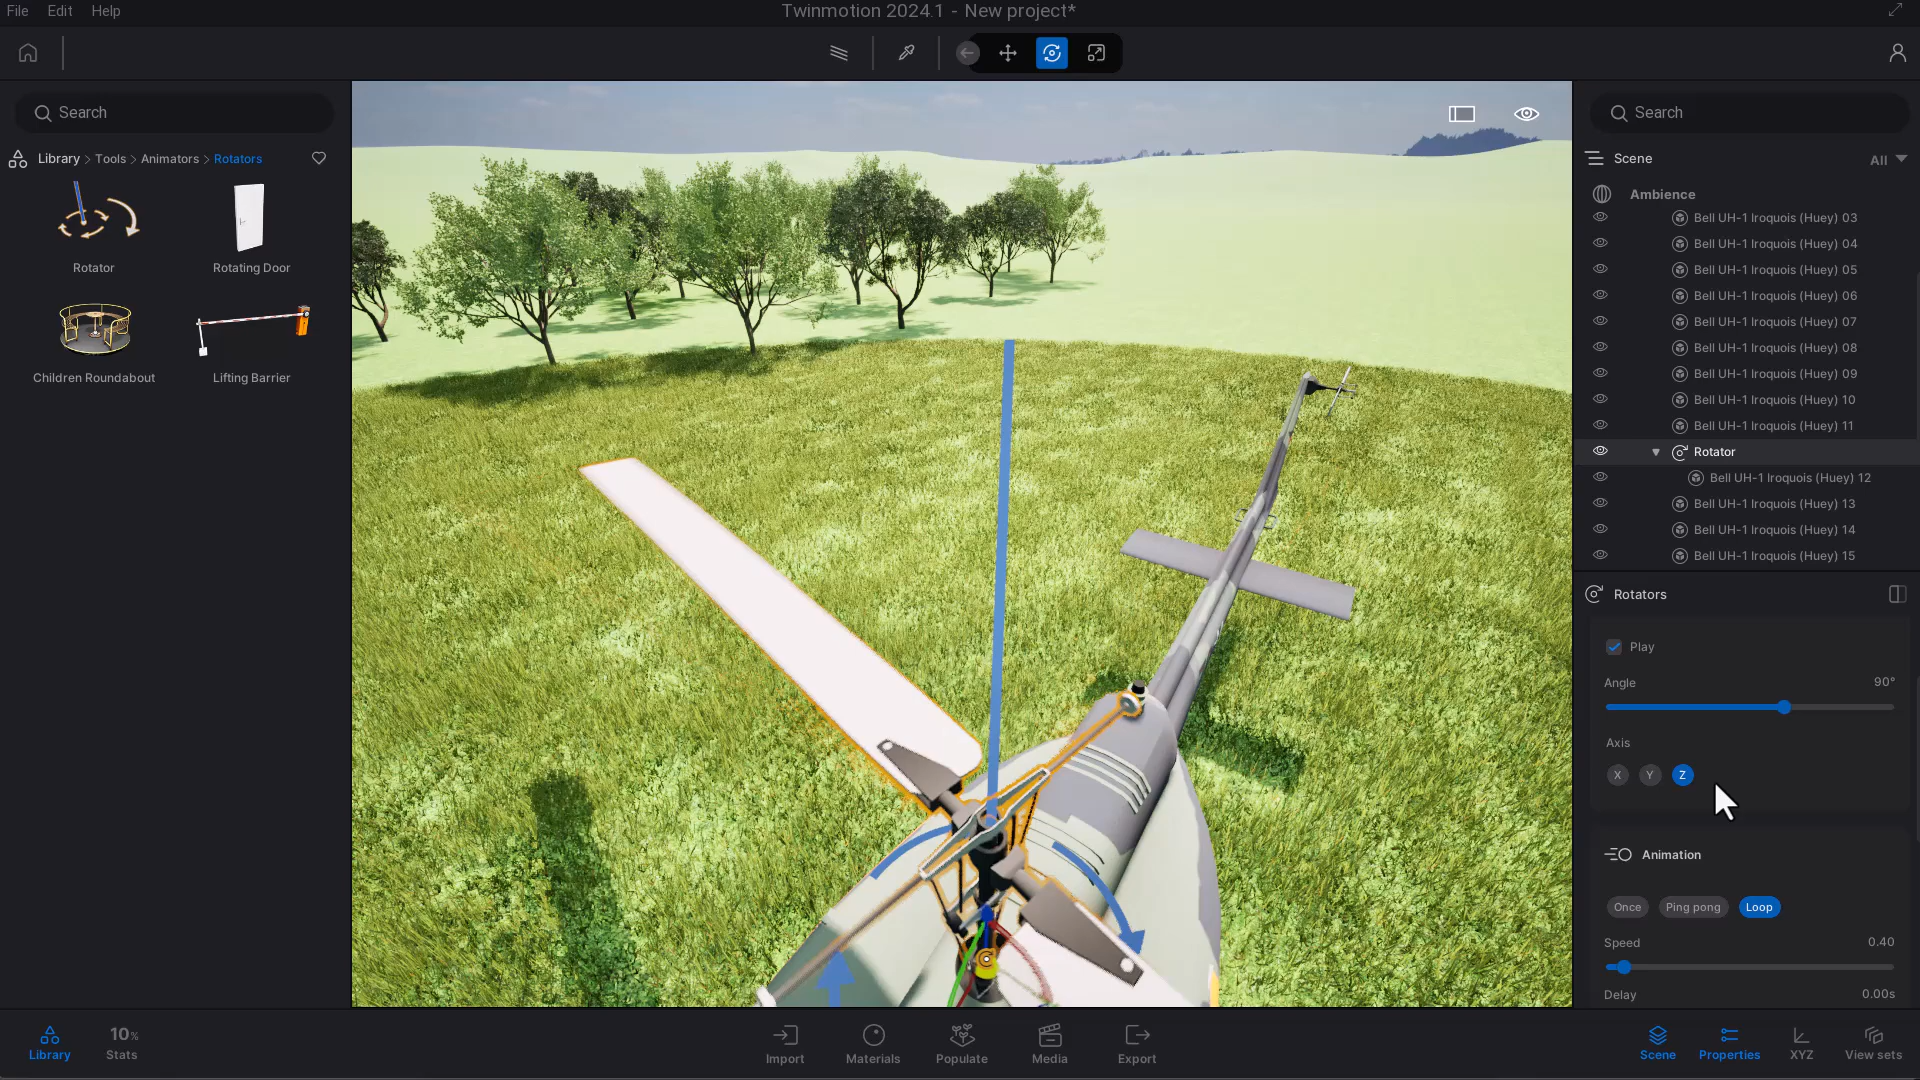 File Edit Help
Twinmotion 2024.1 - New project*
Search
Library > Tools > Animators > Rotators
Rotator
Rotating Door
Children Roundabout
Lifting Barrier
Search
Scene
All
Ambience
Bell UH-1 Iroquois (Huey) 03
Bell UH-1 Iroquois (Huey) 04
Bell UH-1 Iroquois (Huey) 05
Bell UH-1 Iroquois (Huey) 06
Bell UH-1 Iroquois (Huey) 07
Bell UH-1 Iroquois (Huey) 08
Bell UH-1 Iroquois (Huey) 09
Bell UH-1 Iroquois (Huey) 10
Bell UH-1 Iroquois (Huey) 11
Rotator
Bell UH-1 Iroquois (Huey) 12
Bell UH-1 Iroquois (Huey) 13
Bell UH-1 Iroquois (Huey) 14
Bell UH-1 Iroquois (Huey) 15
Rotators
Play
Angle 90°
Axis
X Y Z
Animation
Once Ping pong Loop
Speed 0.40
Delay 0.00s
Library
10%
Stats
Import
Materials
Populate
Media
Export
Scene
Properties
XYZ
View sets